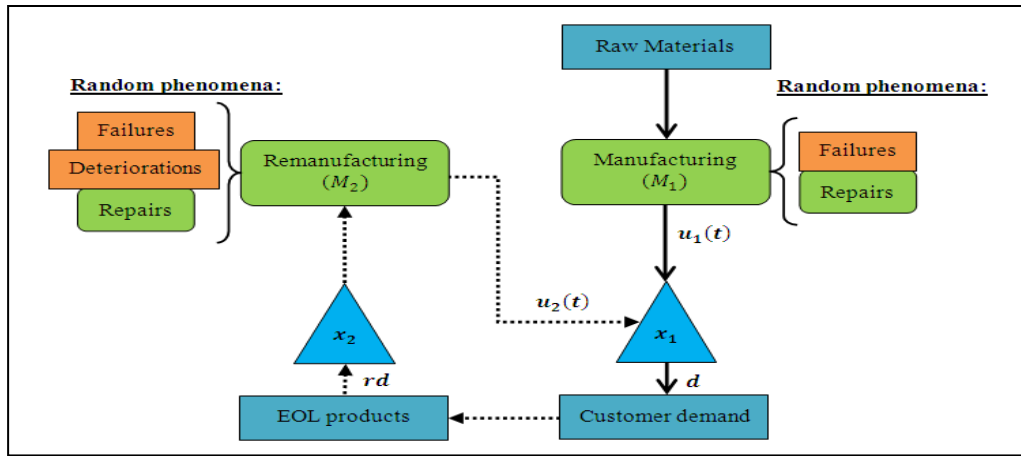 Raw Materials
Random phenomena:
Random phenomena:
Failures
Deteriorations
Repairs
Remanufacturing
(M₂)
Manufacturing
(M₁)
Failures
Repairs
u₁(t)
u₂(t)
x₂
x₁
rd
d
EOL products
Customer demand